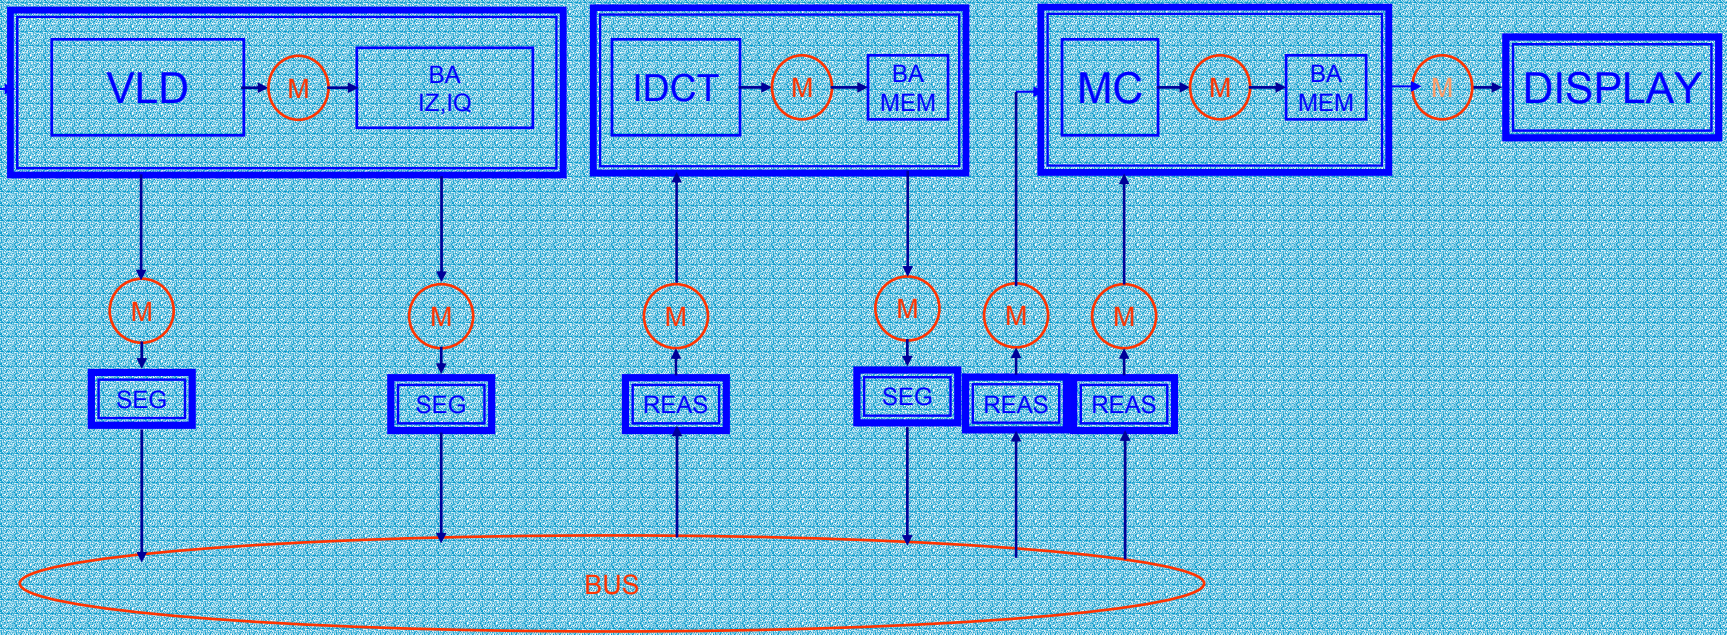 VLD
M
BA
IZ,IQ
IDCT
M
BA
MEM
MC
M
BA
MEM
M
DISPLAY
M
M
M
M
M
M
SEG
SEG
REAS
SEG
REAS
REAS
BUS